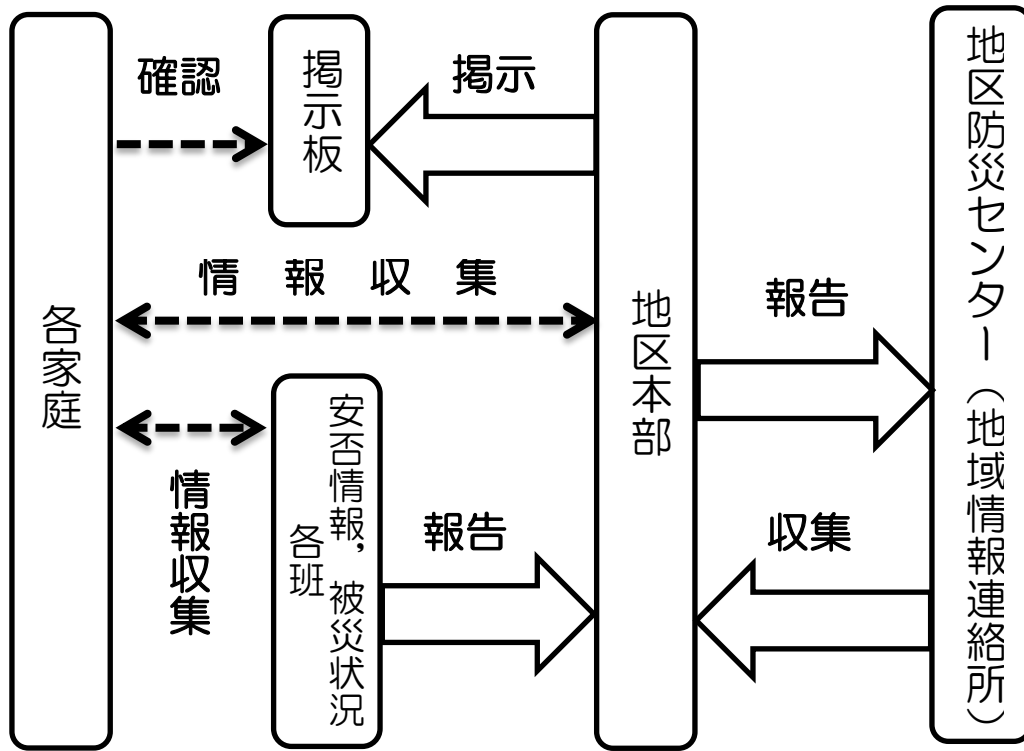 各家庭
確認
掲示板
掲示
情報収集
情報収集
安否情報，被災状況
各班
報告
地区本部
報告
収集
地区防災センター（地域情報連絡所）